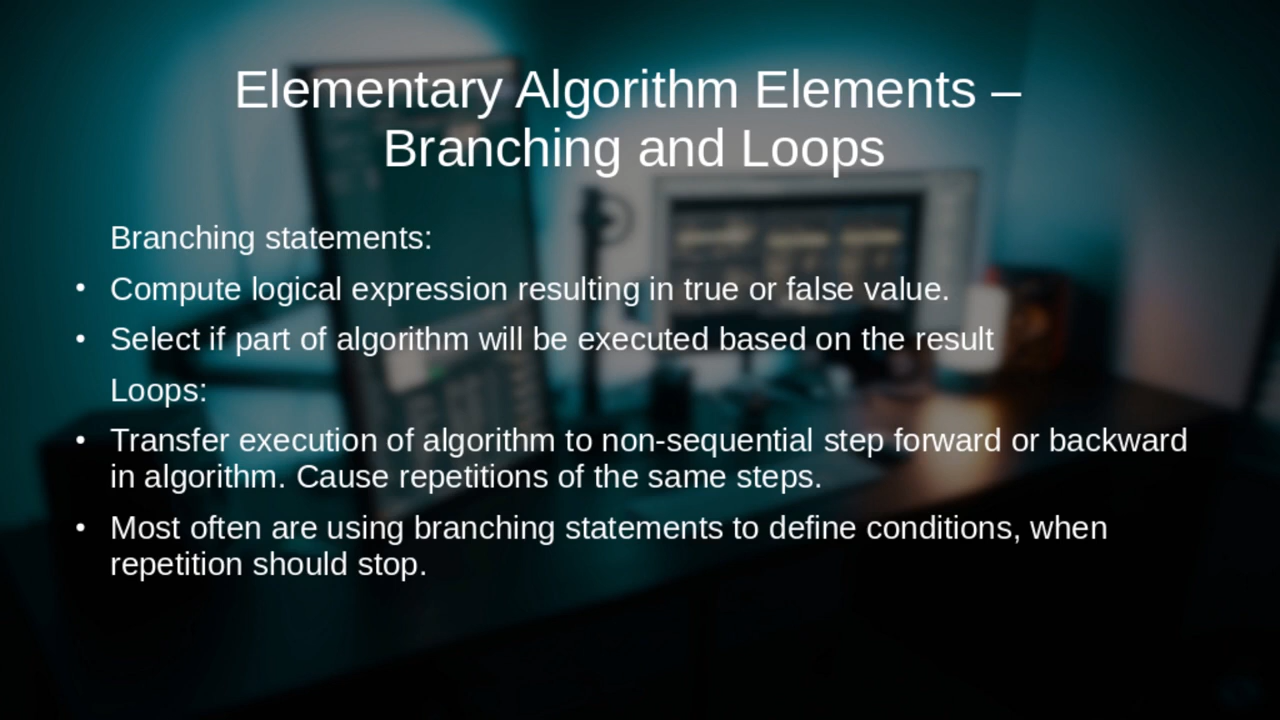 Elementary Algorithm Elements –
Branching and Loops
Branching statements:
• Compute logical expression resulting in true or false value.
• Select if part of algorithm will be executed based on the result
Loops:
• Transfer execution of algorithm to non-sequential step forward or backward
in algorithm. Cause repetitions of the same steps.
• Most often are using branching statements to define conditions, when
repetition should stop.